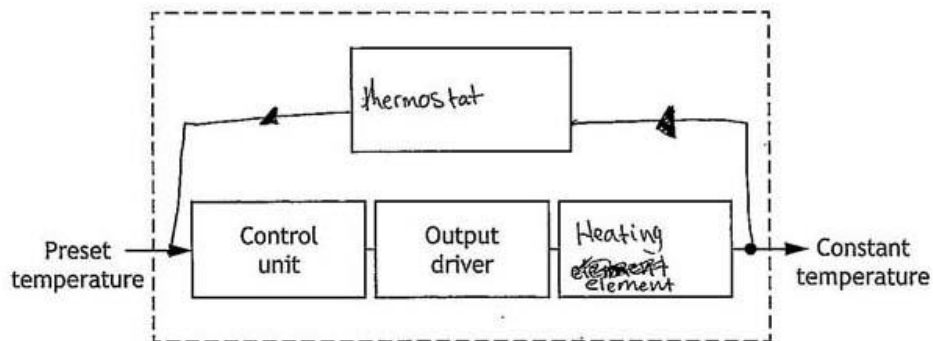 thermostat
Preset
temperature
Control
unit
Output
driver
Heating
element
Constant
temperature